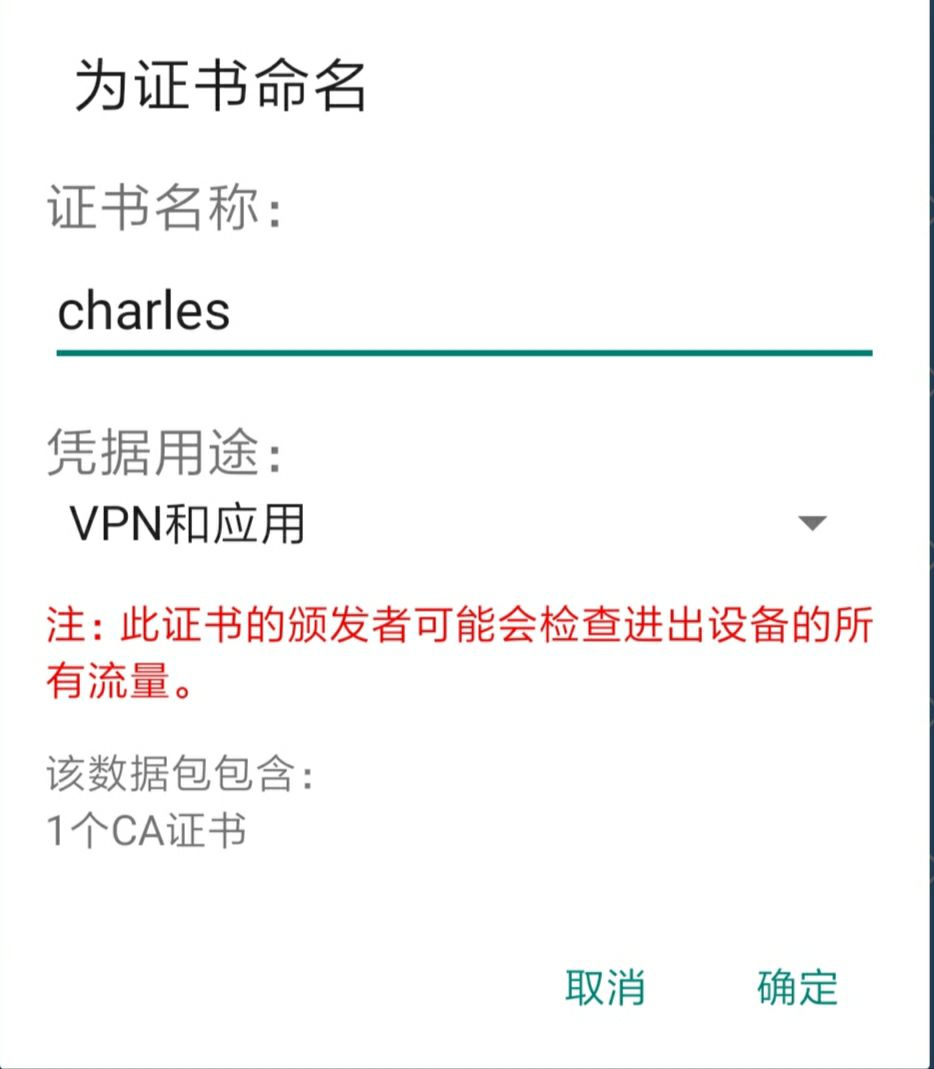 为证书命名
证书名称：
charles
凭据用途：
VPN和应用
注：此证书的颁发者可能会检查进出设备的所
有流量。
该数据包包含：
1个CA证书
取消 确定